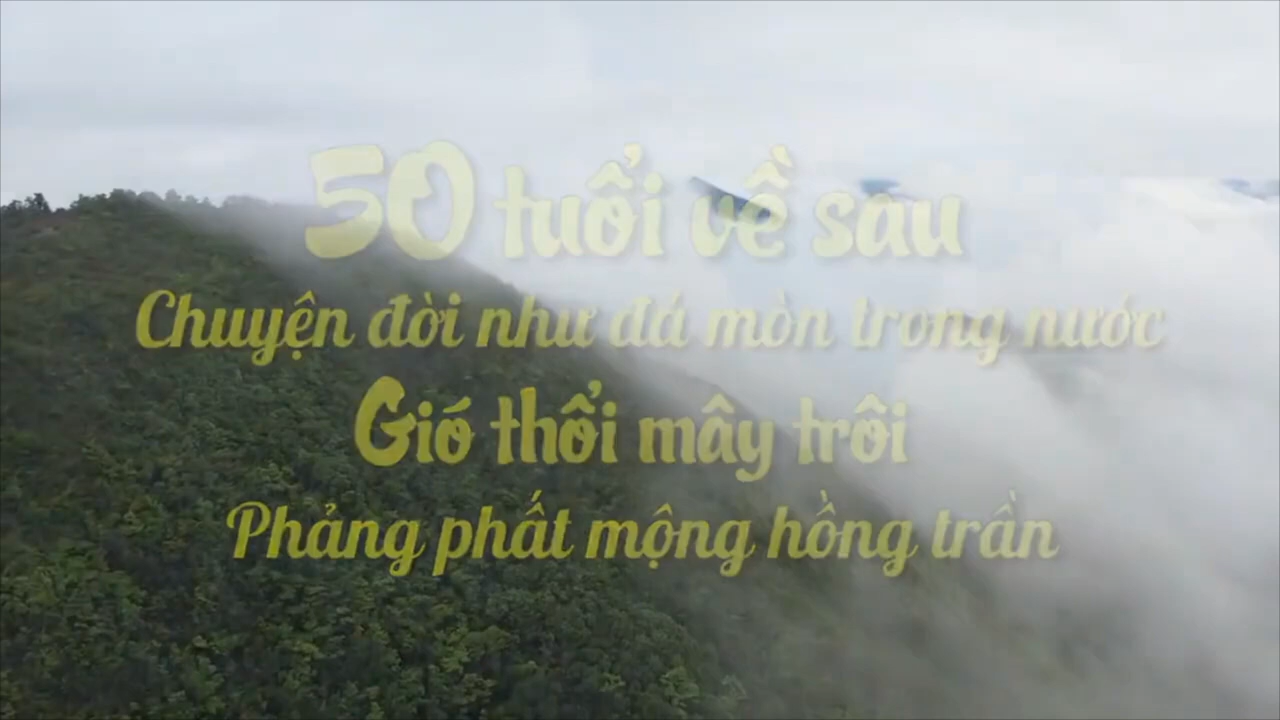 50 tuổi về sau
Chuyện đời như đá mòn trong nước
Gió thổi mây trôi
Phảng phất mộng hồng trần